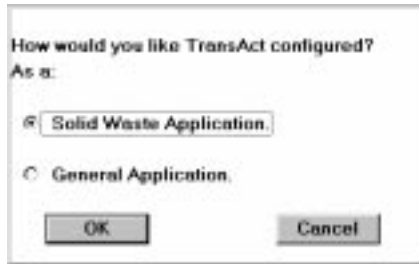 How would you like TransAct configured?
As a:
Solid Waste Application.
General Application.
OK
Cancel